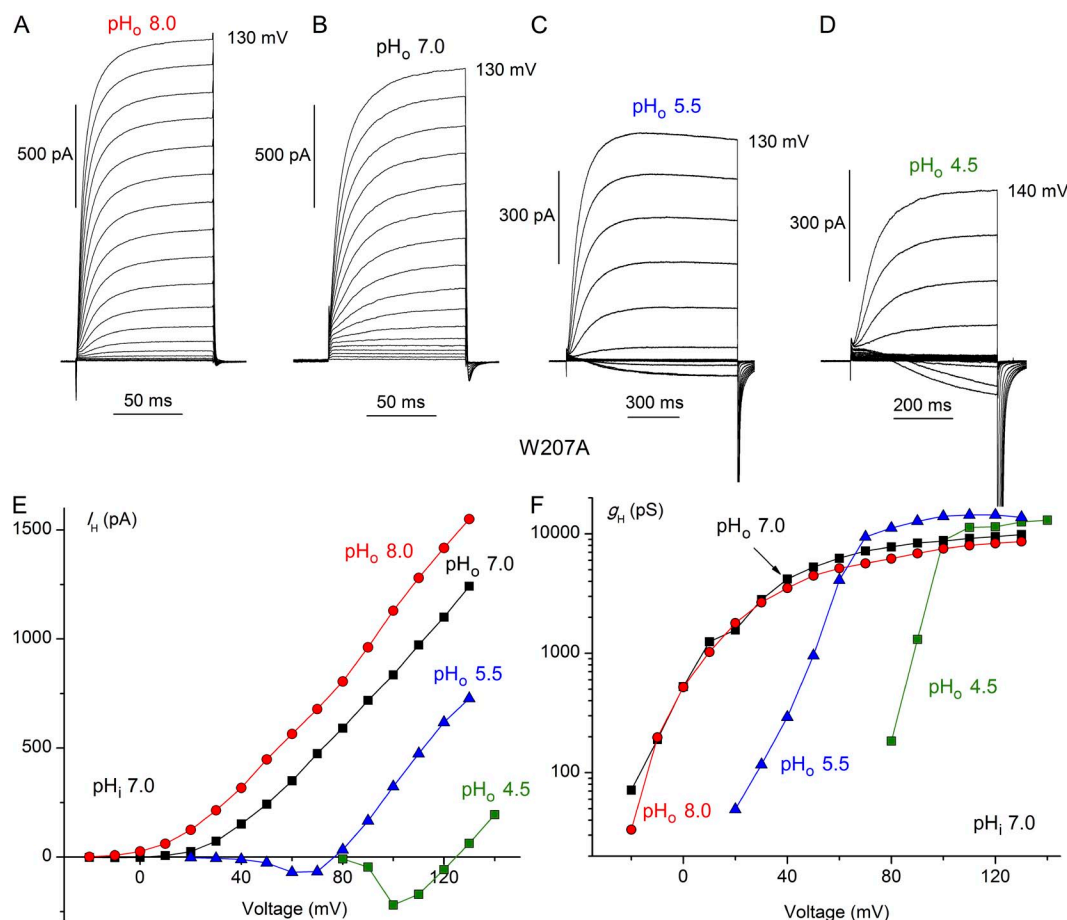 A
pHo 8.0
130 mV
500 pA
50 ms
B
pHo 7.0
130 mV
500 pA
50 ms
C
pHo 5.5
130 mV
300 pA
300 ms
D
pHo 4.5
140 mV
300 pA
200 ms
W207A
E
IH (pA)
1500
1000
500
0
pHo 8.0
pHo 7.0
pHo 5.5
pHo 4.5
pHi 7.0
0 40 80 120
Voltage (mV)
F
gH (pS)
10000
1000
100
pHo 7.0
pHo 8.0
pHo 5.5
pHo 4.5
pHi 7.0
0 40 80 120
Voltage (mV)